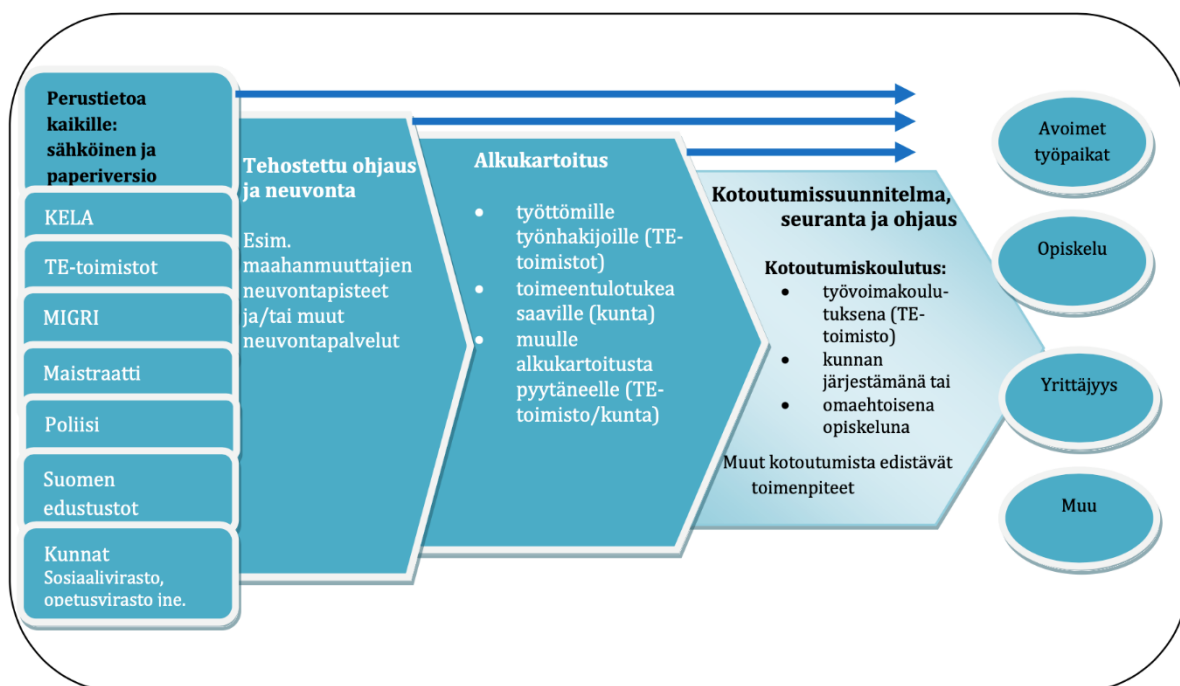 Perustietoa
kaikille:
sähköinen ja
paperiversio
KELA
TE-toimistot
MIGRI
Maistraatti
Poliisi
Suomen
edustustot
Kunnat
Sosiaalivirasto,
opetusvirasto jne.
Tehostettu ohjaus
ja neuvonta
Esim.
maahanmuuttajien
neuvontapisteet
ja/tai muut
neuvontapalvelut
Alkukartoitus
• työttömille
työnhakijoille (TE-
toimistot)
• toimeentulotukea
saaville (kunta)
• muulle
alkukartoitusta
pyytäneelle (TE-
toimisto/kunta)
Kotoutumissuunnitelma,
seuranta ja ohjaus
Kotoutumiskoulutus:
• työvoimakoulu-
tuksena (TE-
toimisto)
• kunnan
järjestämänä tai
• omaehtoisena
opiskeluna
Muut kotoutumista edistävät
toimenpiteet
Avoimet
työpaikat
Opiskelu
Yrittäjyys
Muu